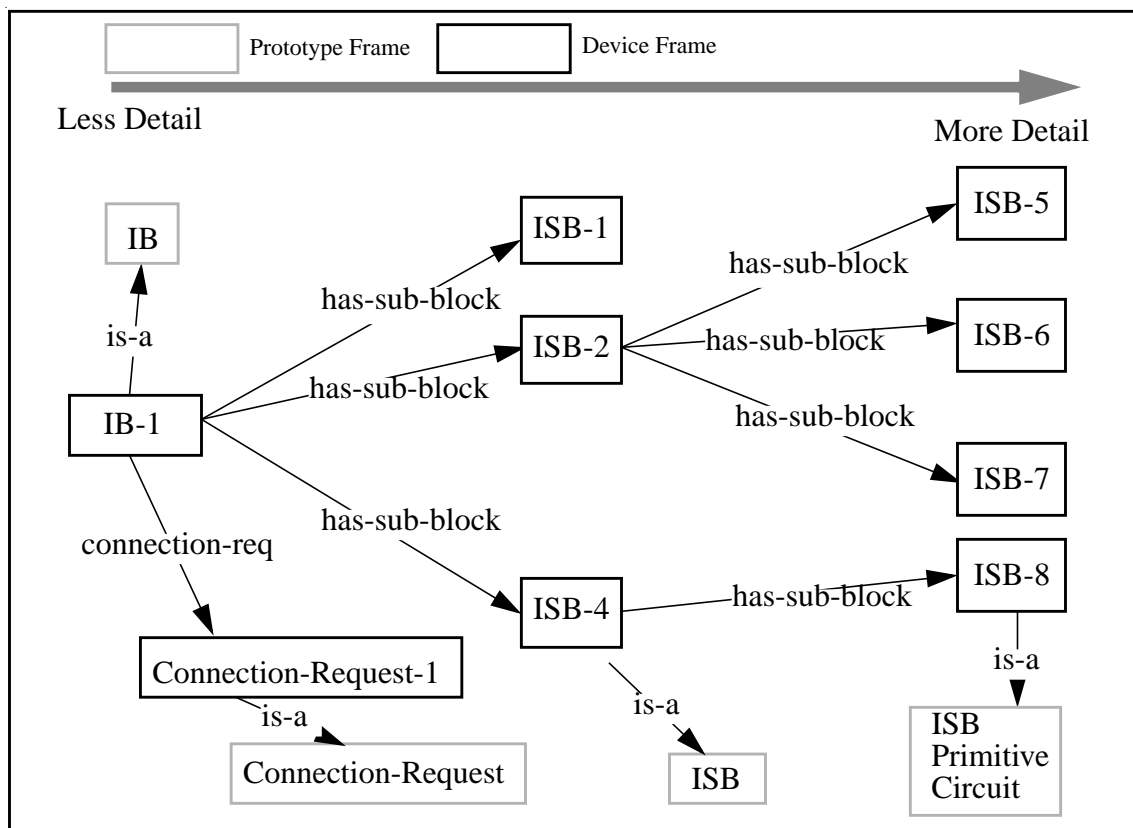 Prototype Frame
Device Frame
Less Detail
More Detail
IB
ISB-1
ISB-5
has-sub-block
has-sub-block
is-a
ISB-2
has-sub-block
ISB-6
has-sub-block
IB-1
has-sub-block
ISB-7
has-sub-block
connection-req
ISB-4
has-sub-block
ISB-8
Connection-Request-1
is-a
is-a
is-a
Connection-Request
ISB
ISB
Primitive
Circuit